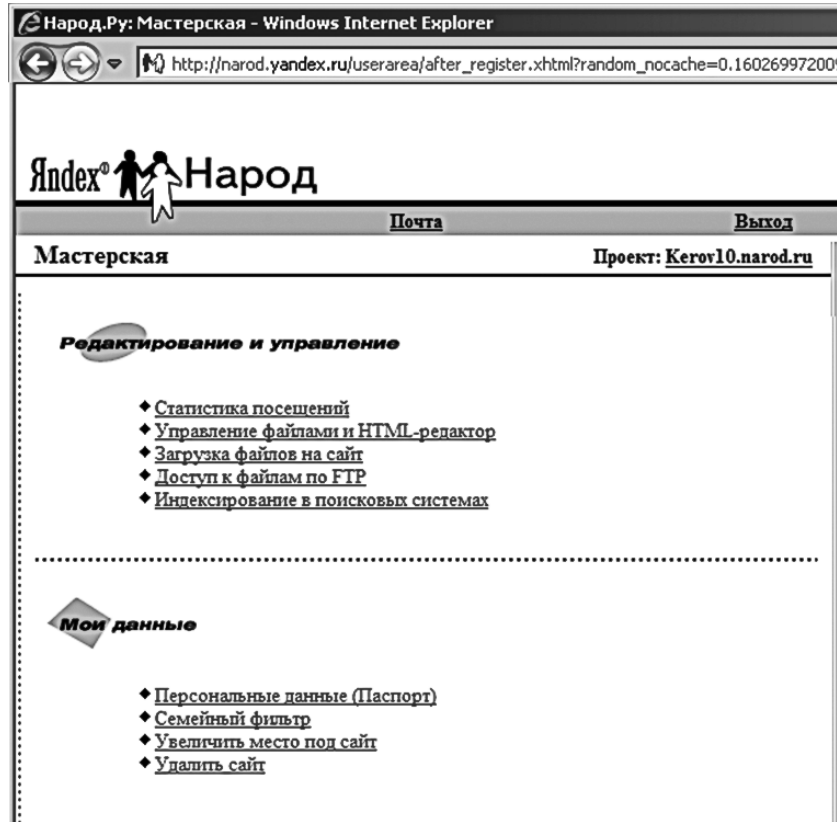 Народ.Ру: Мастерская - Windows Internet Explorer
http://narod.yandex.ru/userarea/after_register.xhtml?random_nocache=0.16026997200
Яndex® Народ
Почта Выход
Мастерская Проект: Kerov10.narod.ru
Редактирование и управление
Статистика посещений
Управление файлами и HTML-редактор
Загрузка файлов на сайт
Доступ к файлам по FTP
Индексирование в поисковых системах
Мои данные
Персональные данные (Паспорт)
Семейный фильтр
Увеличить место под сайт
Удалить сайт